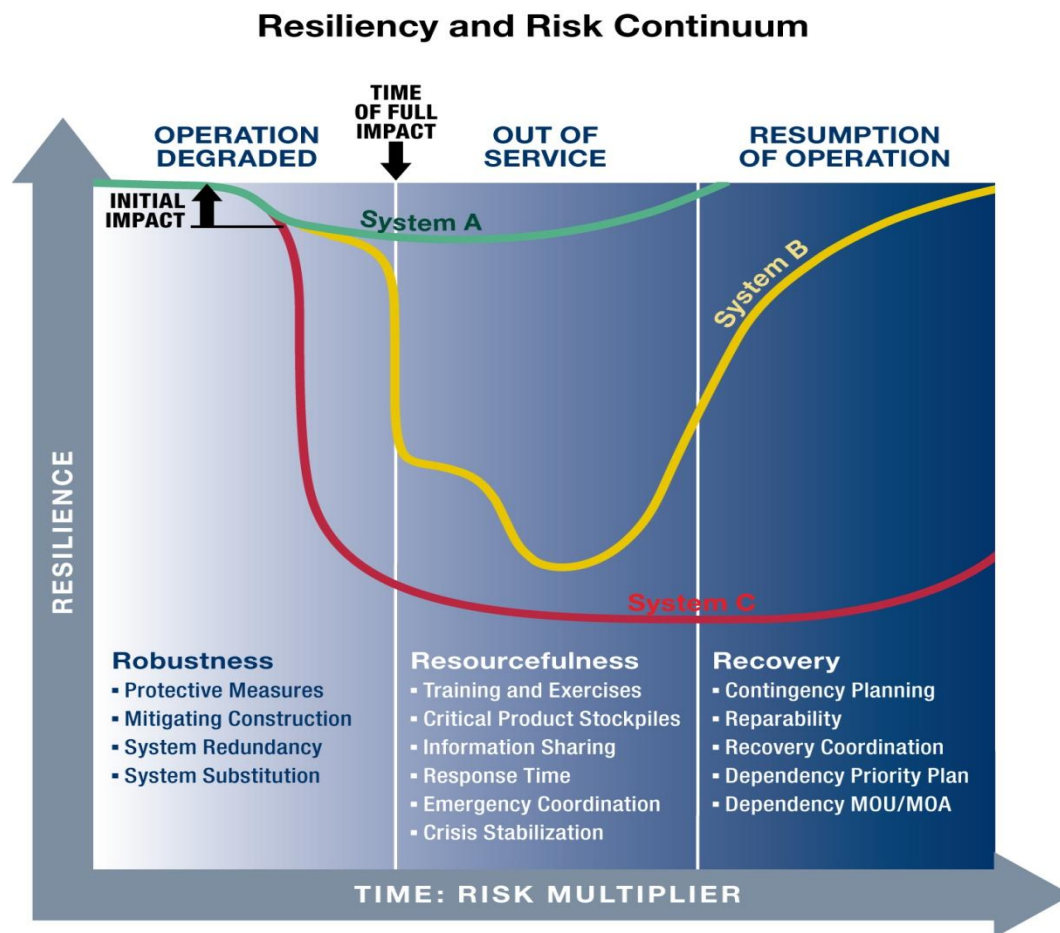 Resiliency and Risk Continuum
TIME
OF FULL
IMPACT
OPERATION
DEGRADED
OUT OF
SERVICE
RESUMPTION
OF OPERATION
INITIAL
IMPACT
System A
System B
System C
RESILIENCE
Robustness
▪ Protective Measures
▪ Mitigating Construction
▪ System Redundancy
▪ System Substitution
Resourcefulness
▪ Training and Exercises
▪ Critical Product Stockpiles
▪ Information Sharing
▪ Response Time
▪ Emergency Coordination
▪ Crisis Stabilization
Recovery
▪ Contingency Planning
▪ Reparability
▪ Recovery Coordination
▪ Dependency Priority Plan
▪ Dependency MOU/MOA
TIME: RISK MULTIPLIER